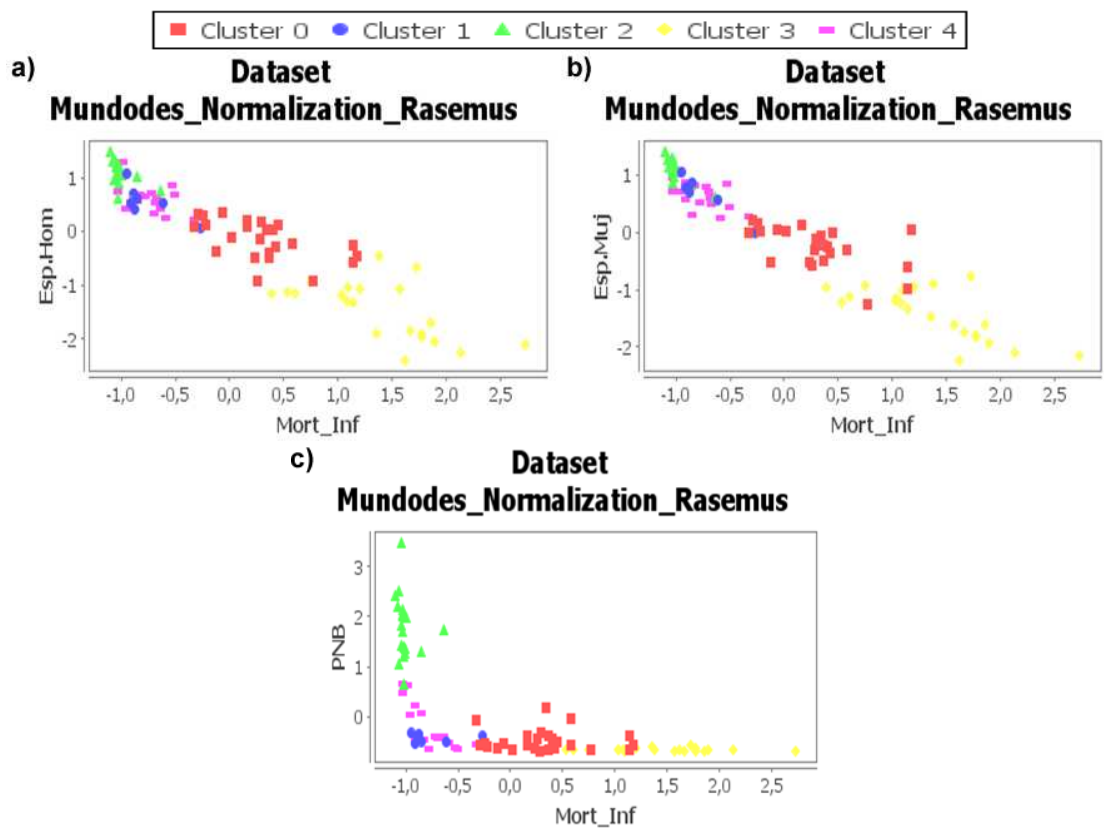 Cluster 0 Cluster 1 Cluster 2 Cluster 3 Cluster 4
a)
Dataset
Mundodes_Normalization_Rasemus
1
0
-1
-2
Esp.Hom
-1,0 -0,5 0,0 0,5 1,0 1,5 2,0 2,5
Mort_Inf
b)
Dataset
Mundodes_Normalization_Rasemus
1
0
-1
-2
Esp.Muj
-1,0 -0,5 0,0 0,5 1,0 1,5 2,0 2,5
Mort_Inf
c)
Dataset
Mundodes_Normalization_Rasemus
3
2
1
0
PNB
-1,0 -0,5 0,0 0,5 1,0 1,5 2,0 2,5
Mort_Inf